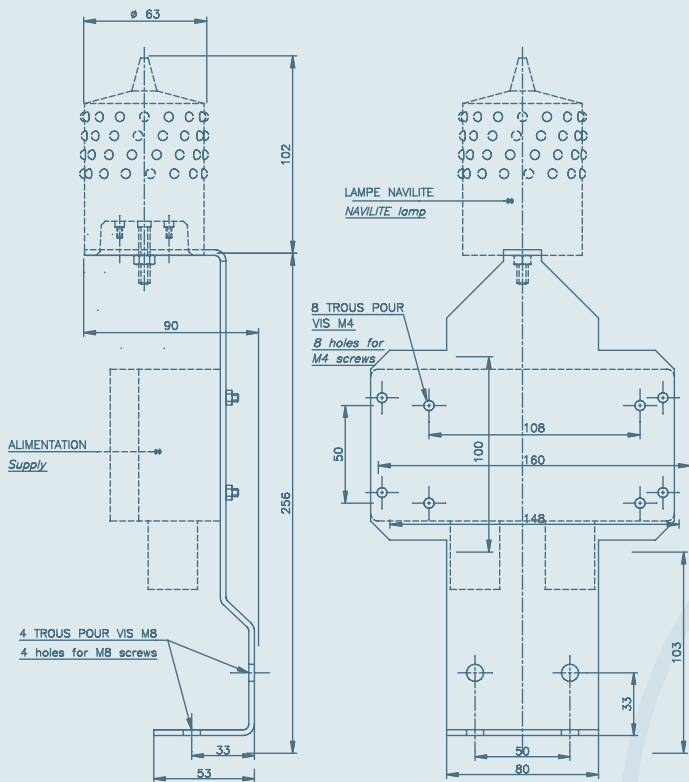 ø 63
102
LAMPE NAVILITE
NAVILITE lamp
90
8 TROUS POUR
VIS M4
8 holes for
M4 screws
108
50
100
160
ALIMENTATION
Supply
256
148
4 TROUS POUR VIS M8
4 holes for M8 screws
103
33
33
50
53
80